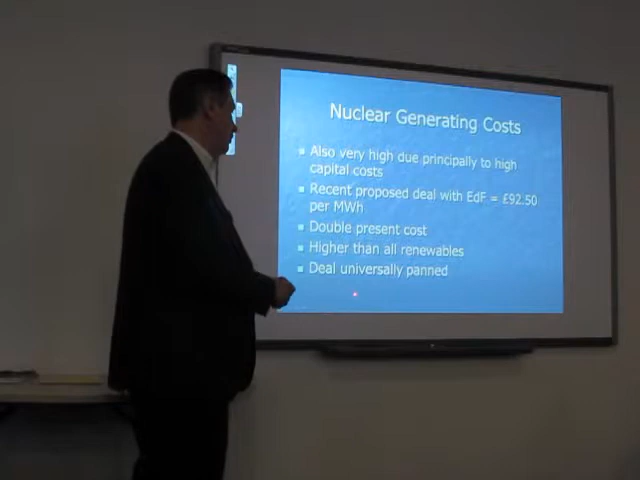 Nuclear Generating Costs
Also very high due principally to high
capital costs
Recent proposed deal with EdF = £92.50
per MWh
Double present cost
Higher than all renewables
Deal universally panned